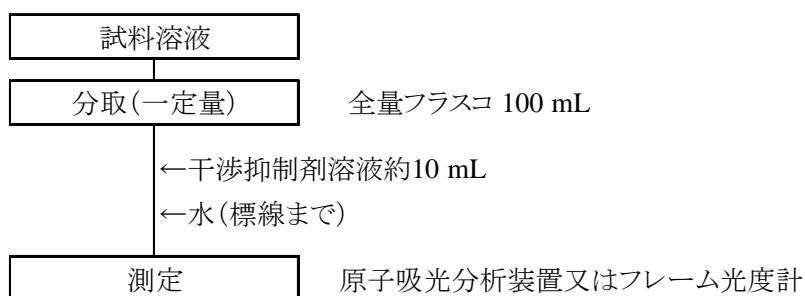 試料溶液
分取(一定量) 全量フラスコ 100 mL
←干渉抑制剤溶液約10 mL
←水(標線まで)
測定 原子吸光分析装置又はフレーム光度計